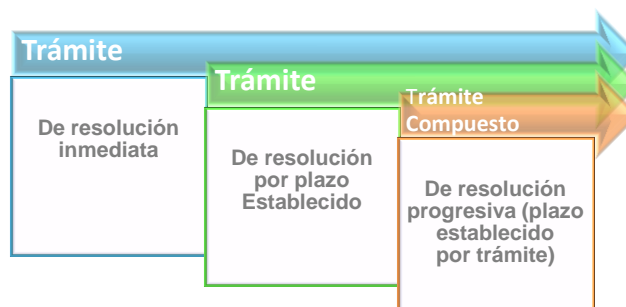 Trámite
De resolución
inmediata
Trámite
De resolución
por plazo
Establecido
Trámite
Compuesto
De resolución
progresiva (plazo
establecido
por trámite)